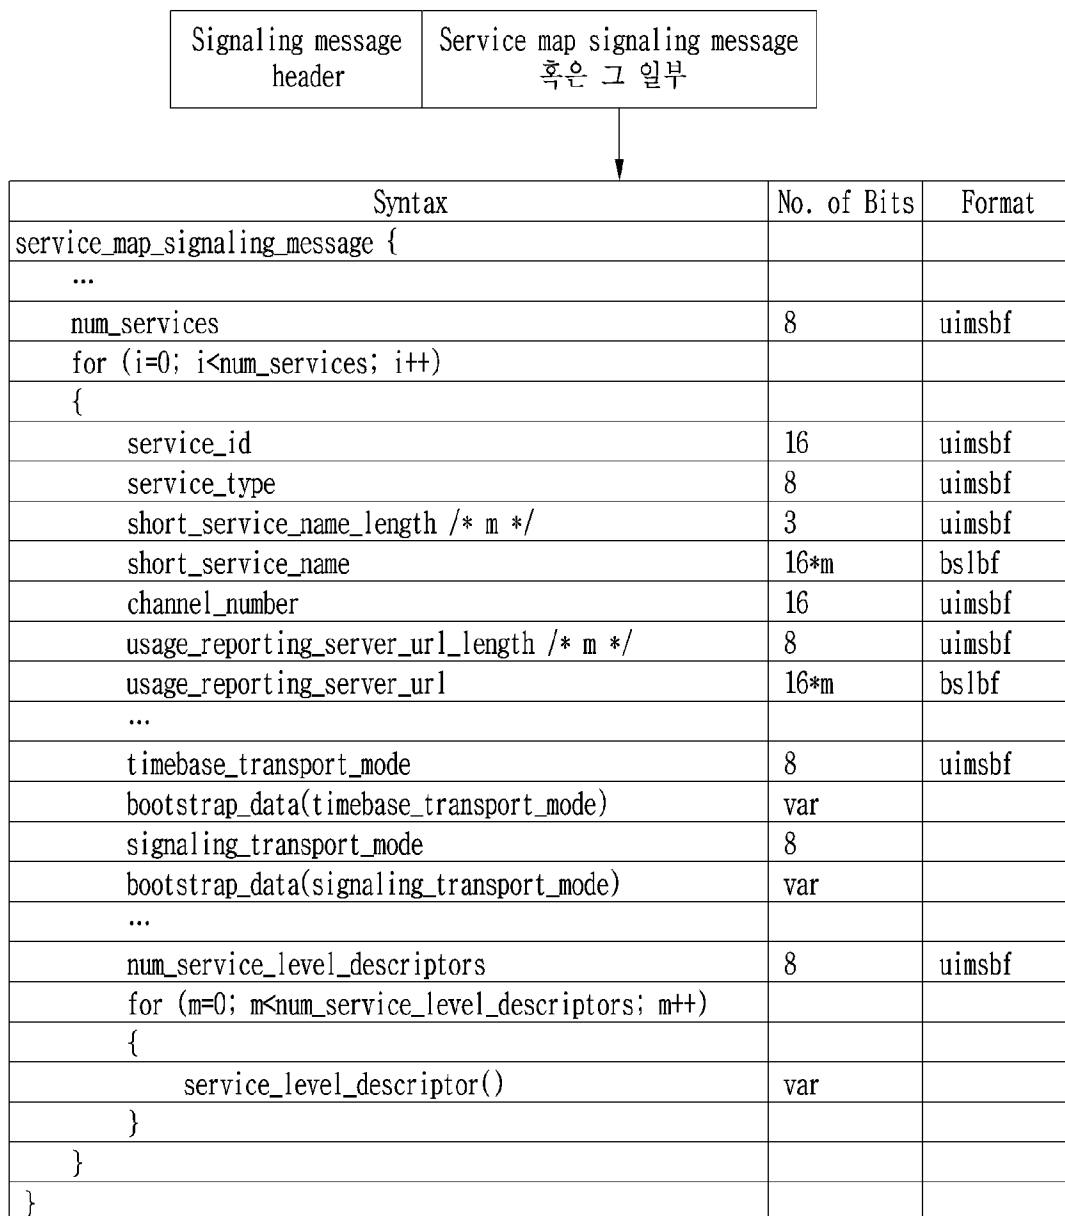 Signaling message header
Service map signaling message 혹은 그 일부
Syntax No. of Bits Format
service_map_signaling_message {
…
num_services 8 uimsbf
for (i=0; i<num_services; i++)
{
service_id 16 uimsbf
service_type 8 uimsbf
short_service_name_length /* m */ 3 uimsbf
short_service_name 16*m bslbf
channel_number 16 uimsbf
usage_reporting_server_url_length /* m */ 8 uimsbf
usage_reporting_server_url 16*m bslbf
…
timebase_transport_mode 8 uimsbf
bootstrap_data(timebase_transport_mode) var
signaling_transport_mode 8
bootstrap_data(signaling_transport_mode) var
…
num_service_level_descriptors 8 uimsbf
for (m=0; m<num_service_level_descriptors; m++)
{
service_level_descriptor() var
}
}
}